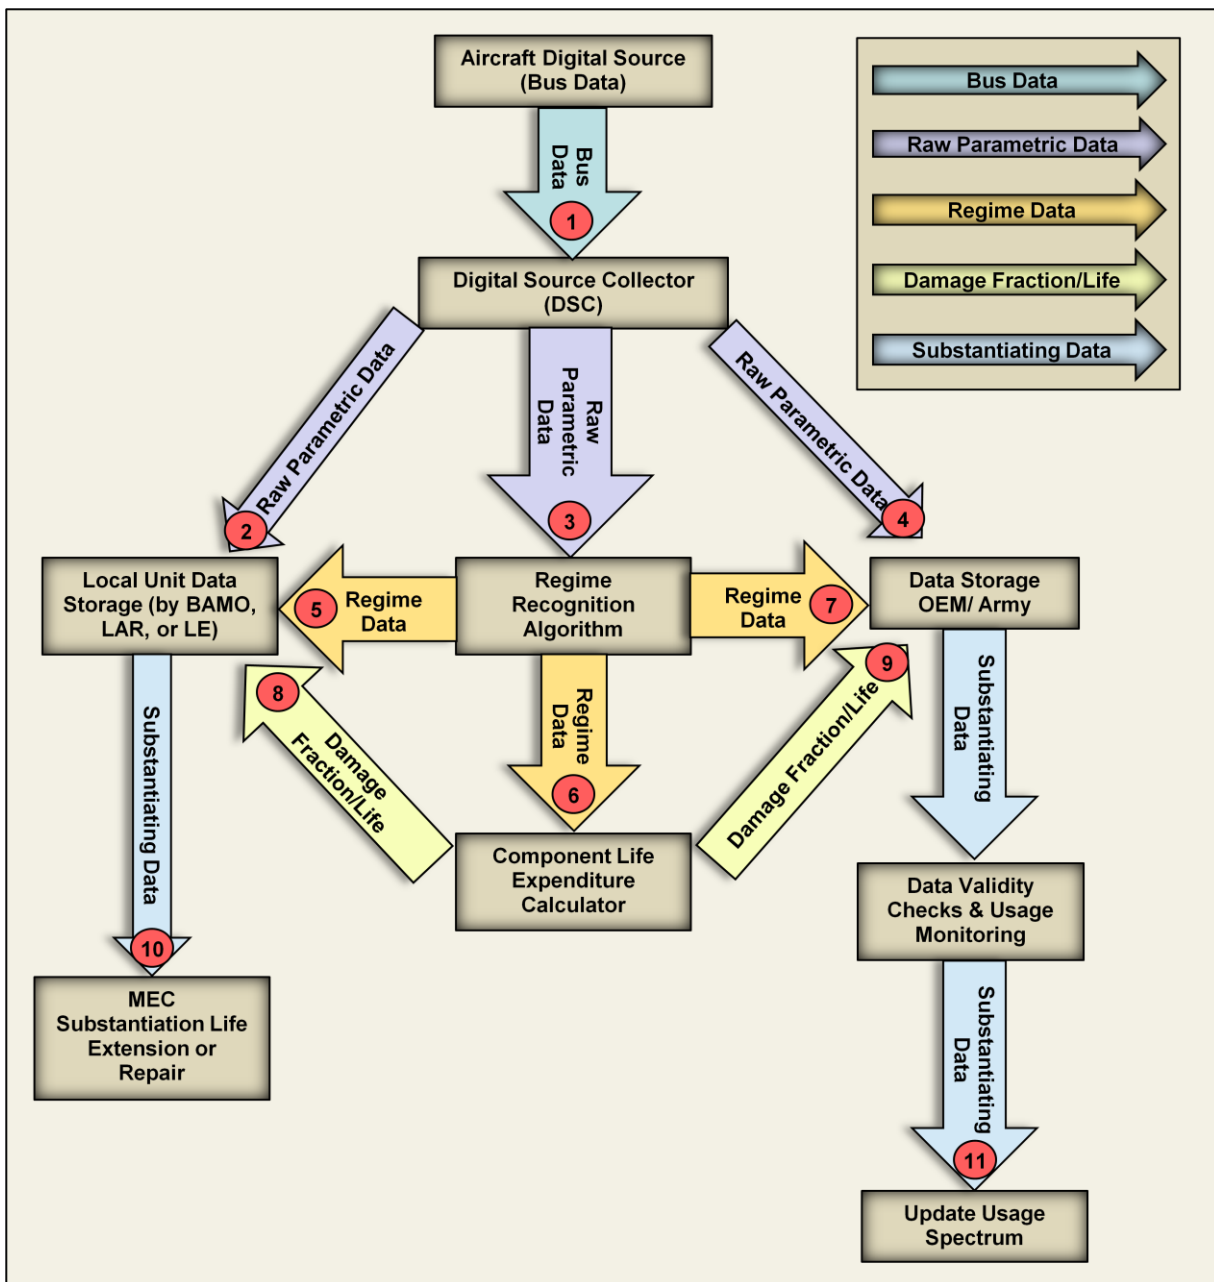 Aircraft Digital Source
(Bus Data)
Bus Data
Raw Parametric Data
Regime Data
Damage Fraction/Life
Substantiating Data
Bus
Data
1
Digital Source Collector
(DSC)
Raw Parametric Data
2
Raw
Parametric
Data
3
Raw Parametric Data
4
Local Unit Data
Storage (by BAMO,
LAR, or LE)
5
Regime
Data
Regime
Recognition
Algorithm
Regime
Data
7
Data Storage
OEM/ Army
8
Damage
Fraction/Life
Regime
Data
6
9
Damage Fraction/Life
Substantiating
Data
Substantiating Data
10
Component Life
Expenditure
Calculator
Data Validity
Checks & Usage
Monitoring
MEC
Substantiation Life
Extension or
Repair
Substantiating
Data
11
Update Usage
Spectrum